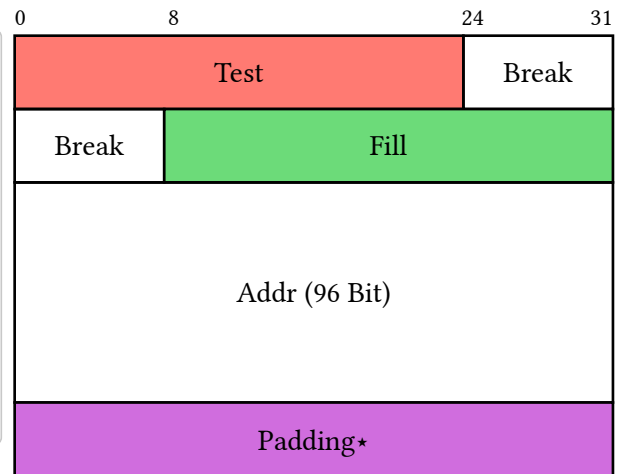 0 8 24 31
Test Break
Break Fill
Addr (96 Bit)
Padding⋆